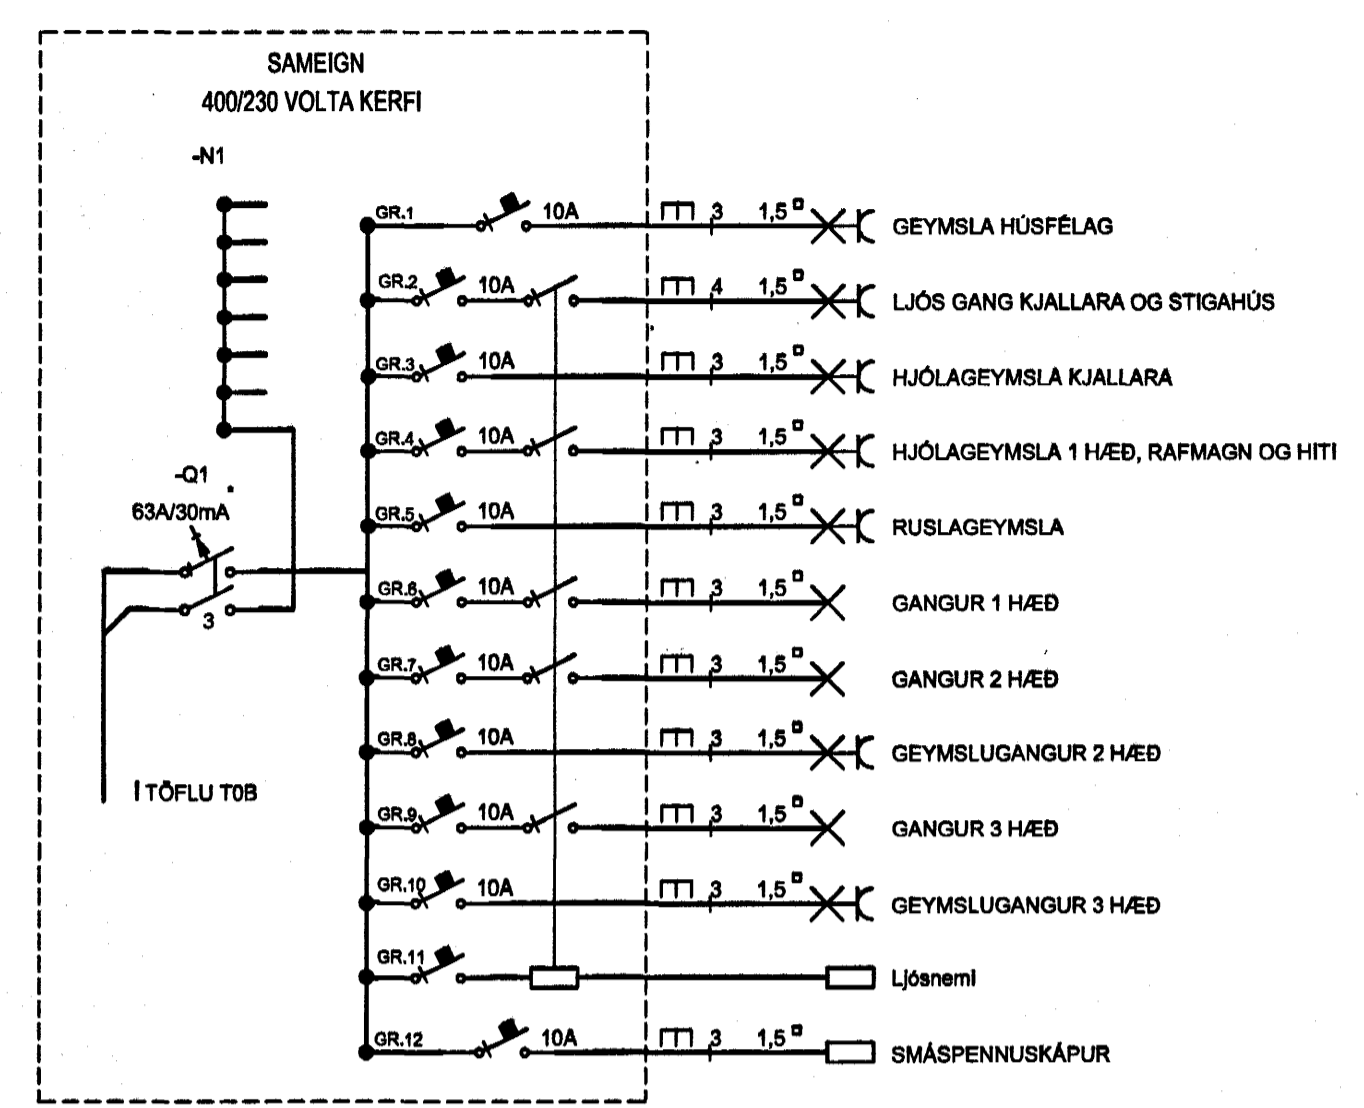 SAMEIGN
400/230 VOLTA KERFI
-N1
GR.1 10A 3 1,5 GEYMSLA HÚSFÉLAG
GR.2 10A 4 1,5 LJÓS GANG KJALLARA OG STIGAHÚS
GR.3 10A 3 1,5 HJÓLAGEYMSLA KJALLARA
GR.4 10A 3 1,5 HJÓLAGEYMSLA 1 HÆÐ, RAFMAGN OG HITI
-Q1
63A/30mA
GR.5 10A 3 1,5 RUSLAGEYMSLA
GR.6 10A 3 1,5 GANGUR 1 HÆÐ
3
GR.7 10A 3 1,5 GANGUR 2 HÆÐ
GR.8 10A 3 1,5 GEYMSLUGANGUR 2 HÆÐ
Í TÖFLU T0B
GR.9 10A 3 1,5 GANGUR 3 HÆÐ
GR.10 10A 3 1,5 GEYMSLUGANGUR 3 HÆÐ
GR.11 Ljósnemi
GR.12 10A 3 1,5 SMÁSPENNUSKÁPUR